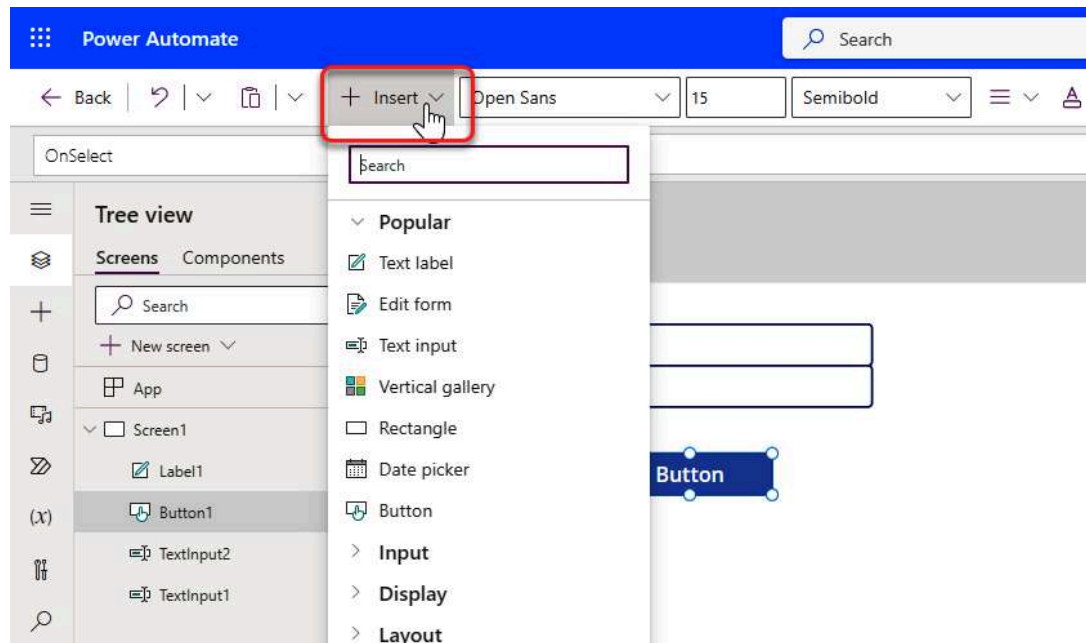 Power Automate
Search
Back
Insert
Open Sans
15
Semibold
A
OnSelect
Search
Tree view
Popular
Screens Components
Text label
Search
Edit form
New screen
Text input
App
Vertical gallery
Screen1
Rectangle
Label1
Date picker
Button
Button1
Button
(x)
TextInput2
Input
TextInput1
Display
Layout